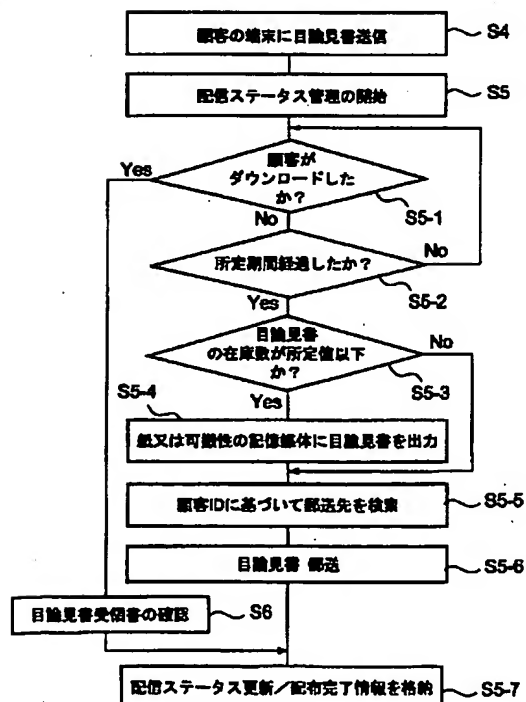 顧客の端末に目論見書送信
S4
配信ステータス管理の開始
S5
顧客が
ダウンロードした
か？
Yes
No
S5-1
所定期間経過したか？
No
Yes
S5-2
目論見書
の在庫数が所定値以下
か？
No
Yes
S5-3
S5-4
紙又は可搬性の記憶媒体に目論見書を出力
顧客IDに基づいて郵送先を検索
S5-5
目論見書 郵送
S5-6
目論見書受領書の確認
S6
配信ステータス更新／配布完了情報を格納
S5-7